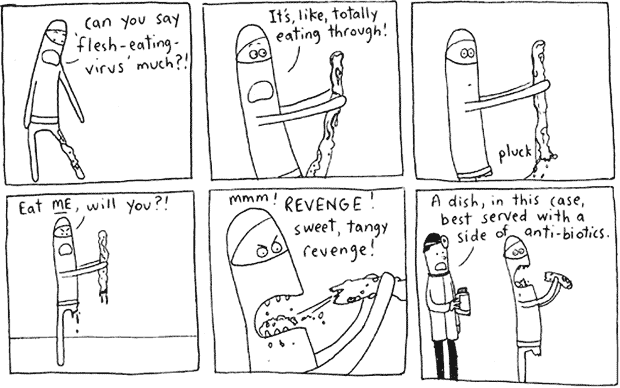 can you say
'flesh-eating-
virus' much?!
It's, like, totally
eating through!
pluck
Eat ME, will you?!
mmm! REVENGE!
sweet, tangy
revenge!
A dish, in this case,
best served with a
side of anti-biotics.